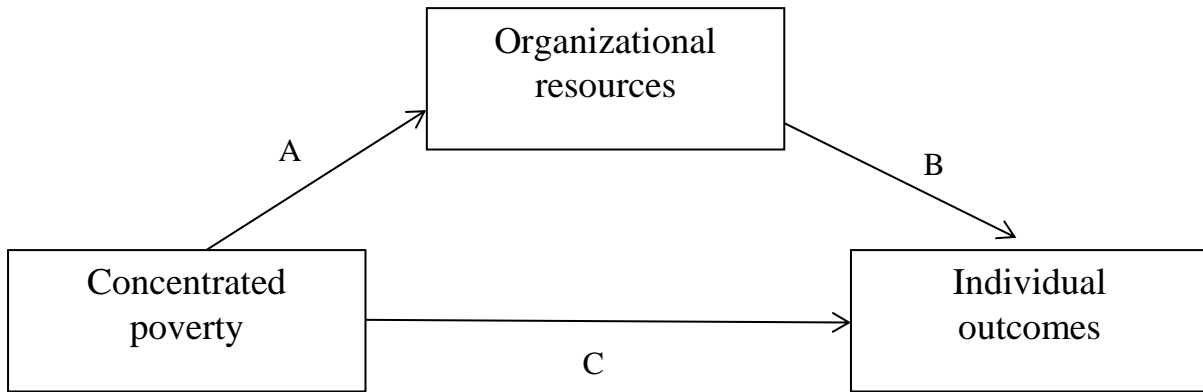 Organizational
resources
A
B
Concentrated
poverty
Individual
outcomes
C